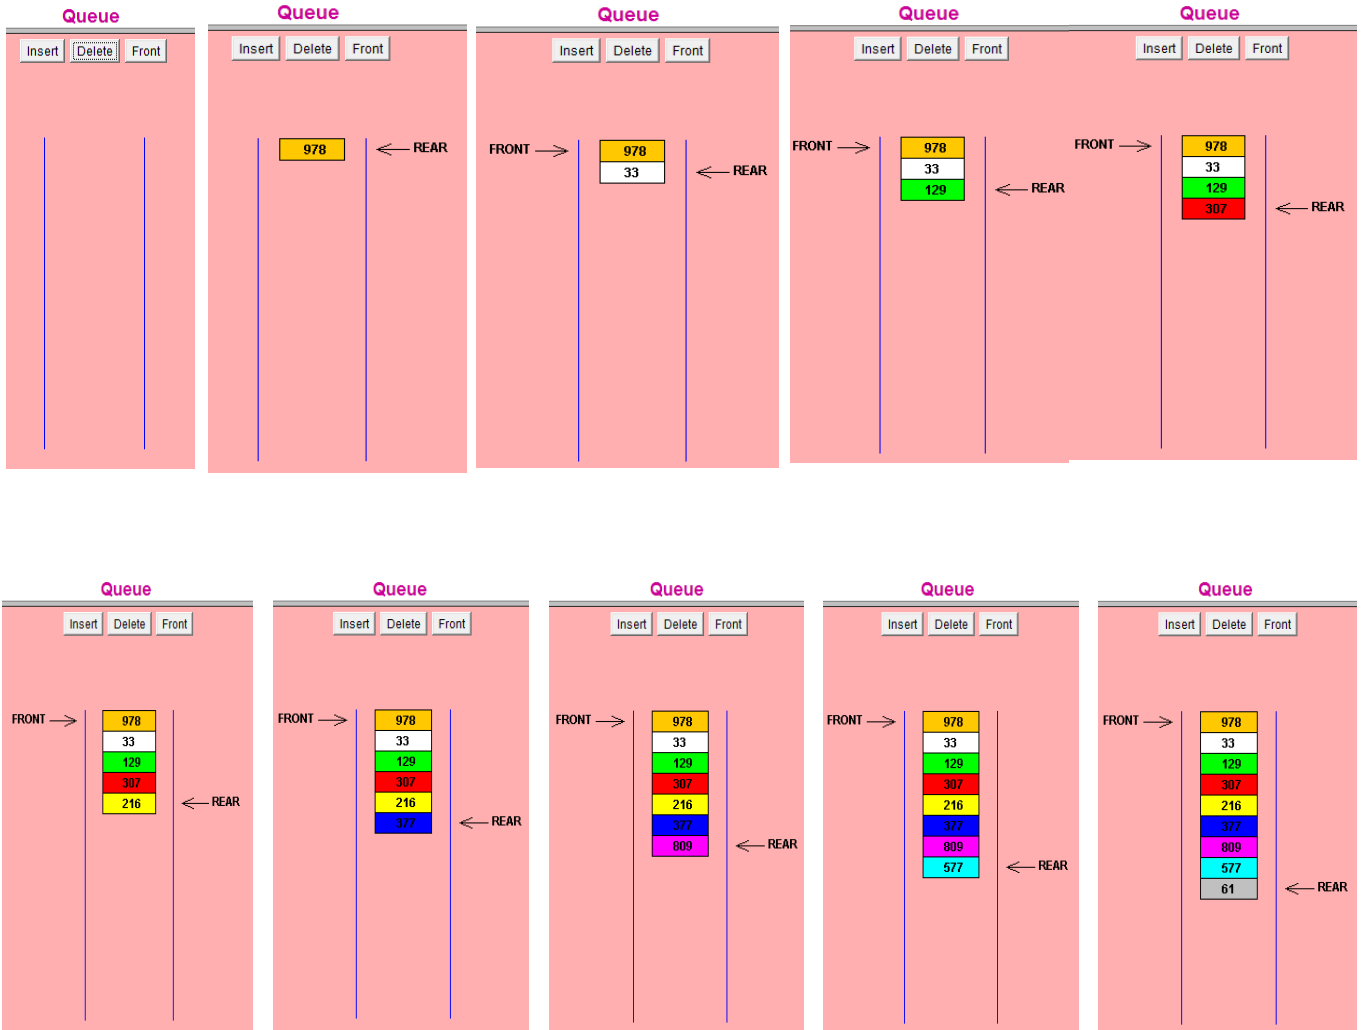 Queue
Insert Delete Front
Queue
Insert Delete Front
978 REAR
Queue
Insert Delete Front
FRONT 978
33 REAR
Queue
Insert Delete Front
FRONT 978
33
129 REAR
Queue
Insert Delete Front
FRONT 978
33
129
307 REAR
Queue
Insert Delete Front
FRONT 978
33
129
307
216 REAR
Queue
Insert Delete Front
FRONT 978
33
129
307
216
377 REAR
Queue
Insert Delete Front
FRONT 978
33
129
307
216
377
809 REAR
Queue
Insert Delete Front
FRONT 978
33
129
307
216
377
809
577 REAR
Queue
Insert Delete Front
FRONT 978
33
129
307
216
377
809
577
61 REAR